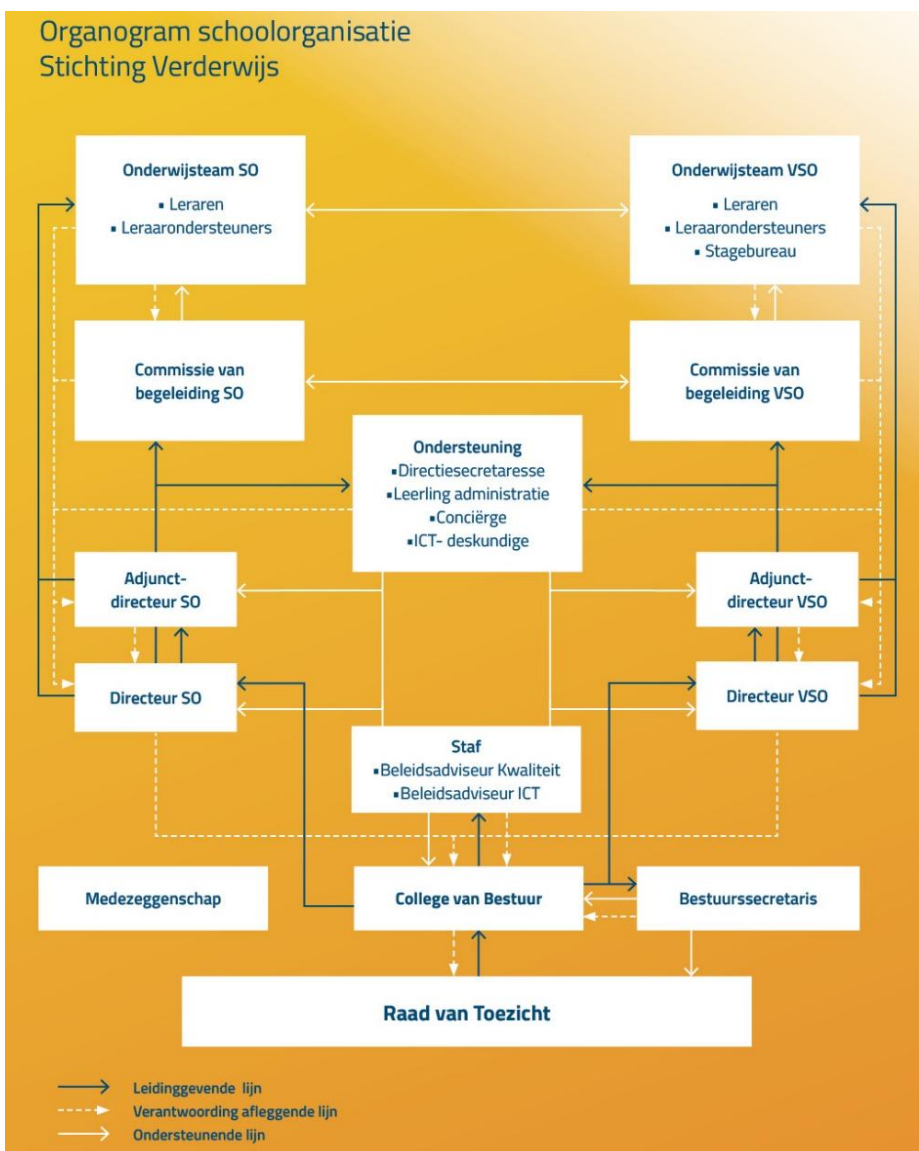 Organogram schoolorganisatie
Stichting Verderwijs
Onderwijsteam SO
▪ Leraren
▪ Leraarondersteuners
Onderwijsteam VSO
▪ Leraren
▪ Leraarondersteuners
▪ Stagebureau
Commissie van
begeleiding SO
Commissie van
begeleiding VSO
Ondersteuning
▪Directiesecretaresse
▪Leerling administratie
▪Conciërge
▪ICT- deskundige
Adjunct-
directeur SO
Adjunct-
directeur VSO
Directeur SO
Directeur VSO
Staf
▪Beleidsadviseur Kwaliteit
▪Beleidsadviseur ICT
Medezeggenschap
College van Bestuur
Bestuurssecretaris
Raad van Toezicht
Leidinggevende lijn
Verantwoording afleggende lijn
Ondersteunende lijn